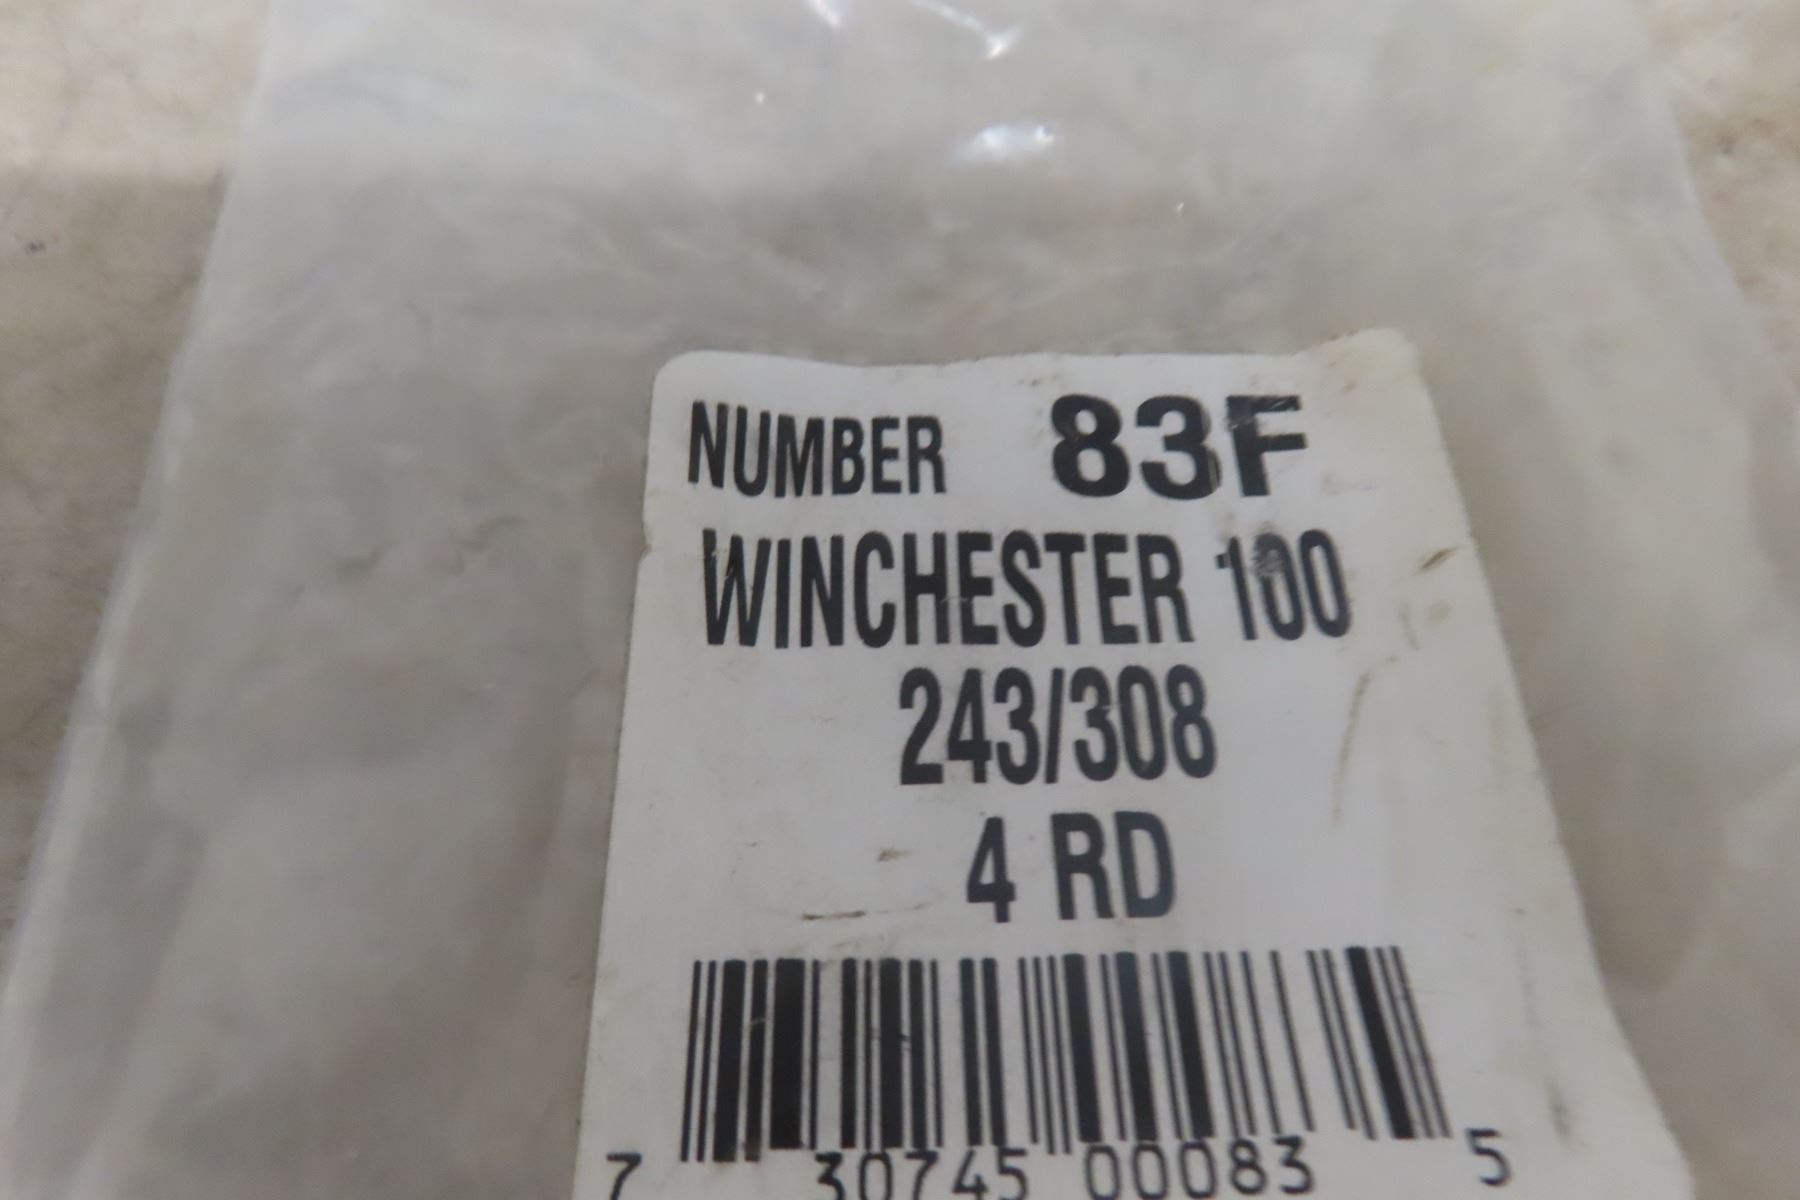 NUMBER 83F
WINCHESTER 100
243/308
4 RD
7 30745 00083 5